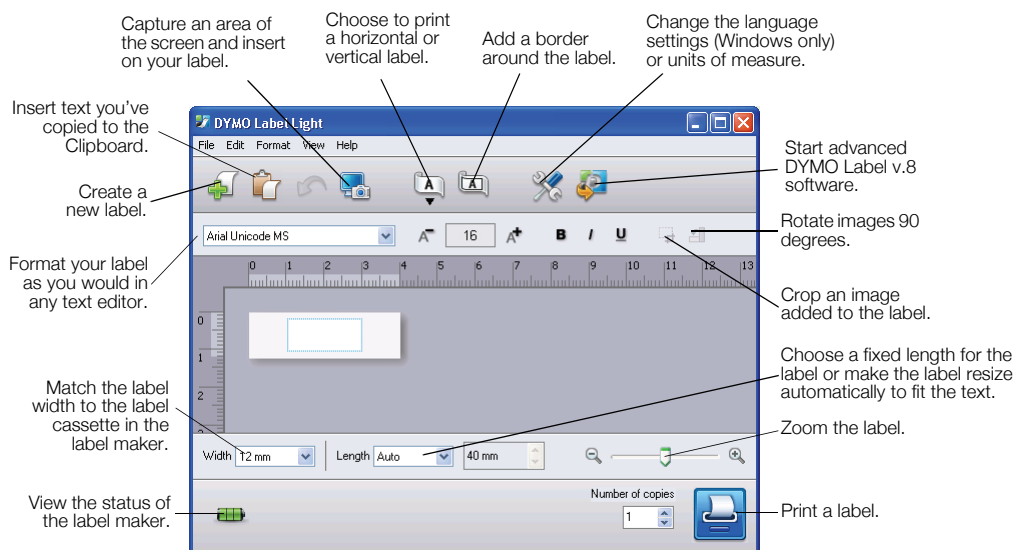 Capture an area of
the screen and insert
on your label.
Choose to print
a horizontal or
vertical label.
Add a border
around the label.
Change the language
settings (Windows only)
or units of measure.
Insert text you've
copied to the
Clipboard.
Create a
new label.
Format your label
as you would in
any text editor.
Match the label
width to the label
cassette in the
label maker.
View the status of
the label maker.
DYMO Label Light
File Edit Format View Help
A A
Arial Unicode MS A 16 A B I U
0 1 2 3 4 5 6 7 8 9 10 11 12 13
0
1
2
3
Width 12 mm Length Auto 40 mm
Number of copies
1
Start advanced
DYMO Label v.8
software.
Rotate images 90
degrees.
Crop an image
added to the label.
Choose a fixed length for the
label or make the label resize
automatically to fit the text.
Zoom the label.
Print a label.